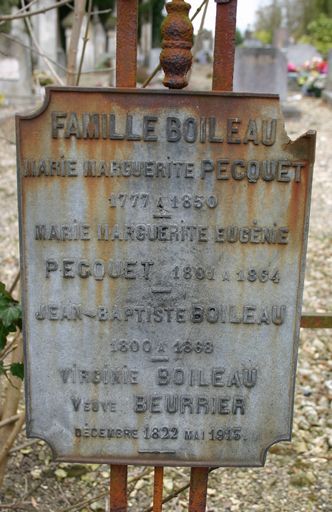 FAMILLE BOILEAU
MARIE MARGUERITE PECQUET
1777 A 1850
MARIE MARGUERITE EUGÉNIE
PECQUET 1801 A 1864
JEAN-BAPTISTE BOILEAU
1800 A 1868
VIRGINIE BOILEAU
VEUVE BEURRIER
DÉCEMBRE 1822 MAI 1915.